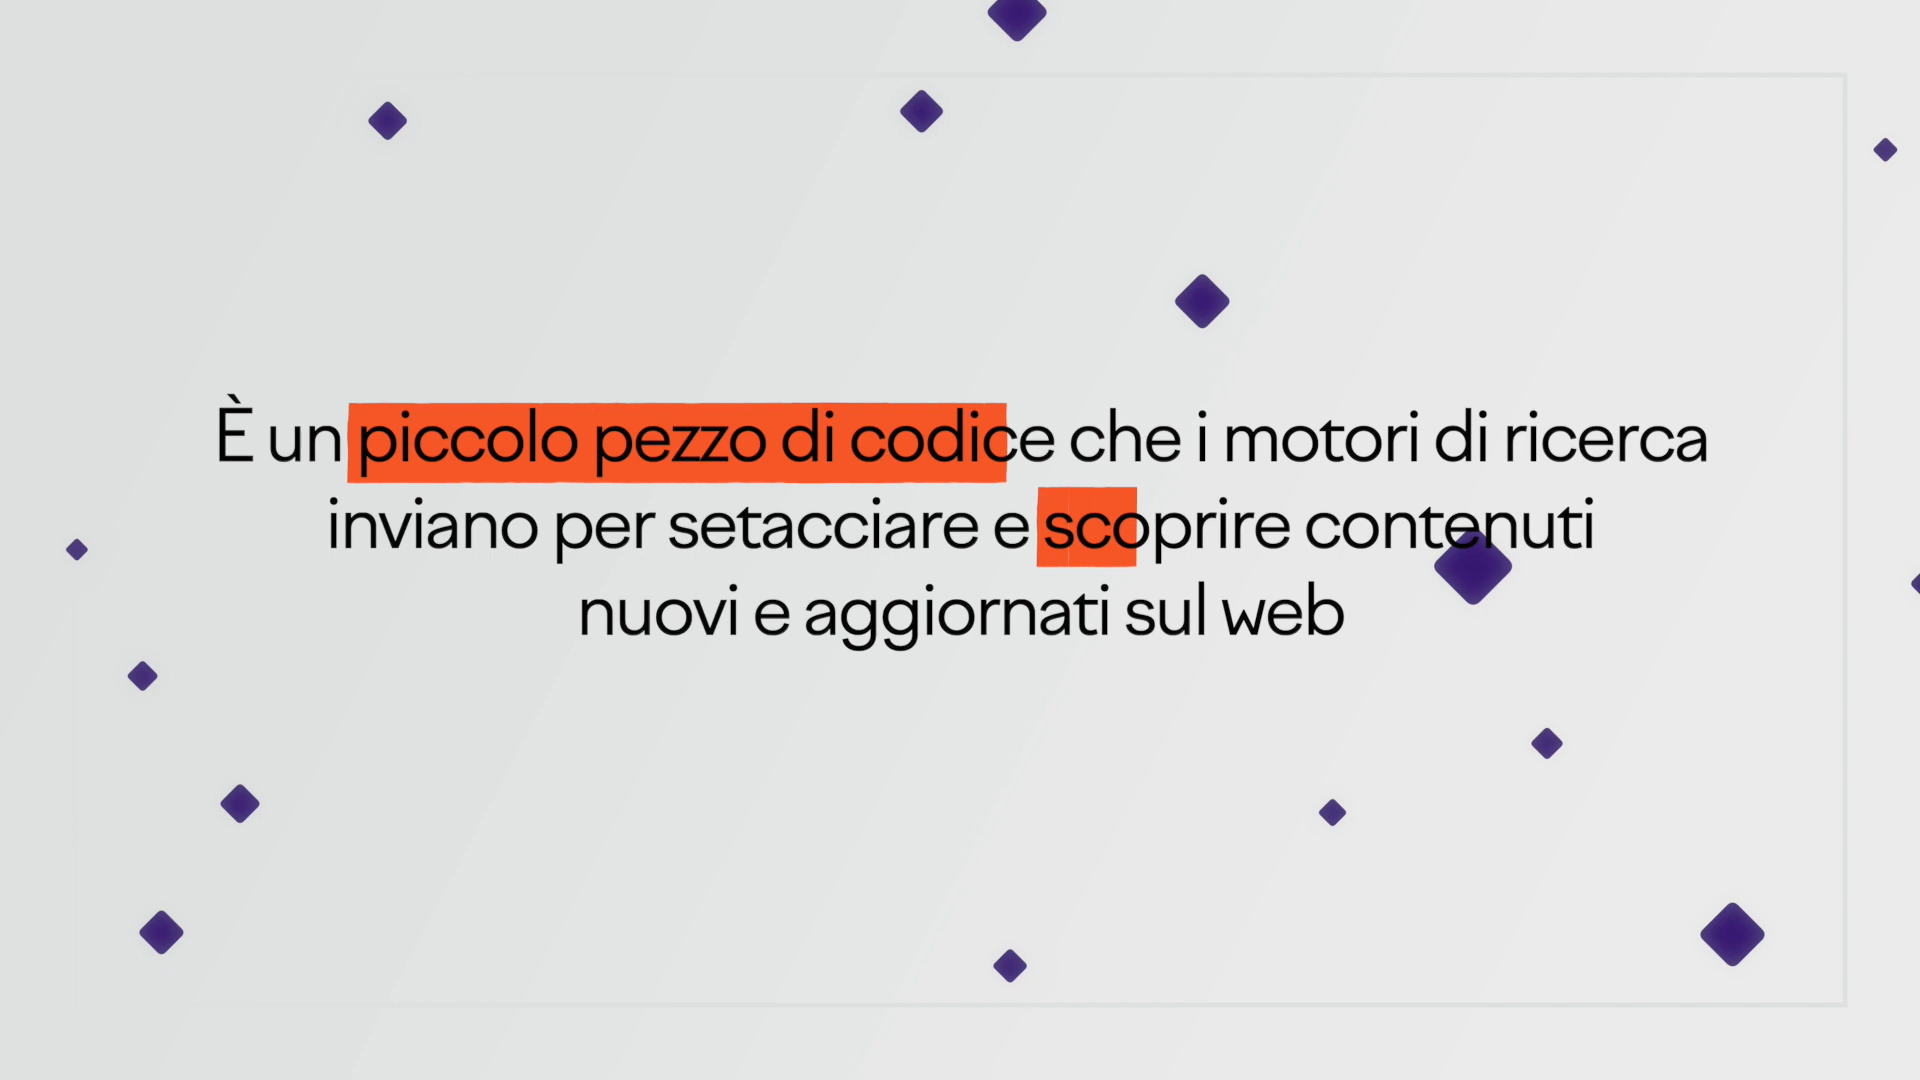 È un piccolo pezzo di codice che i motori di ricerca
inviano per setacciare e scoprire contenuti
nuovi e aggiornati sul web